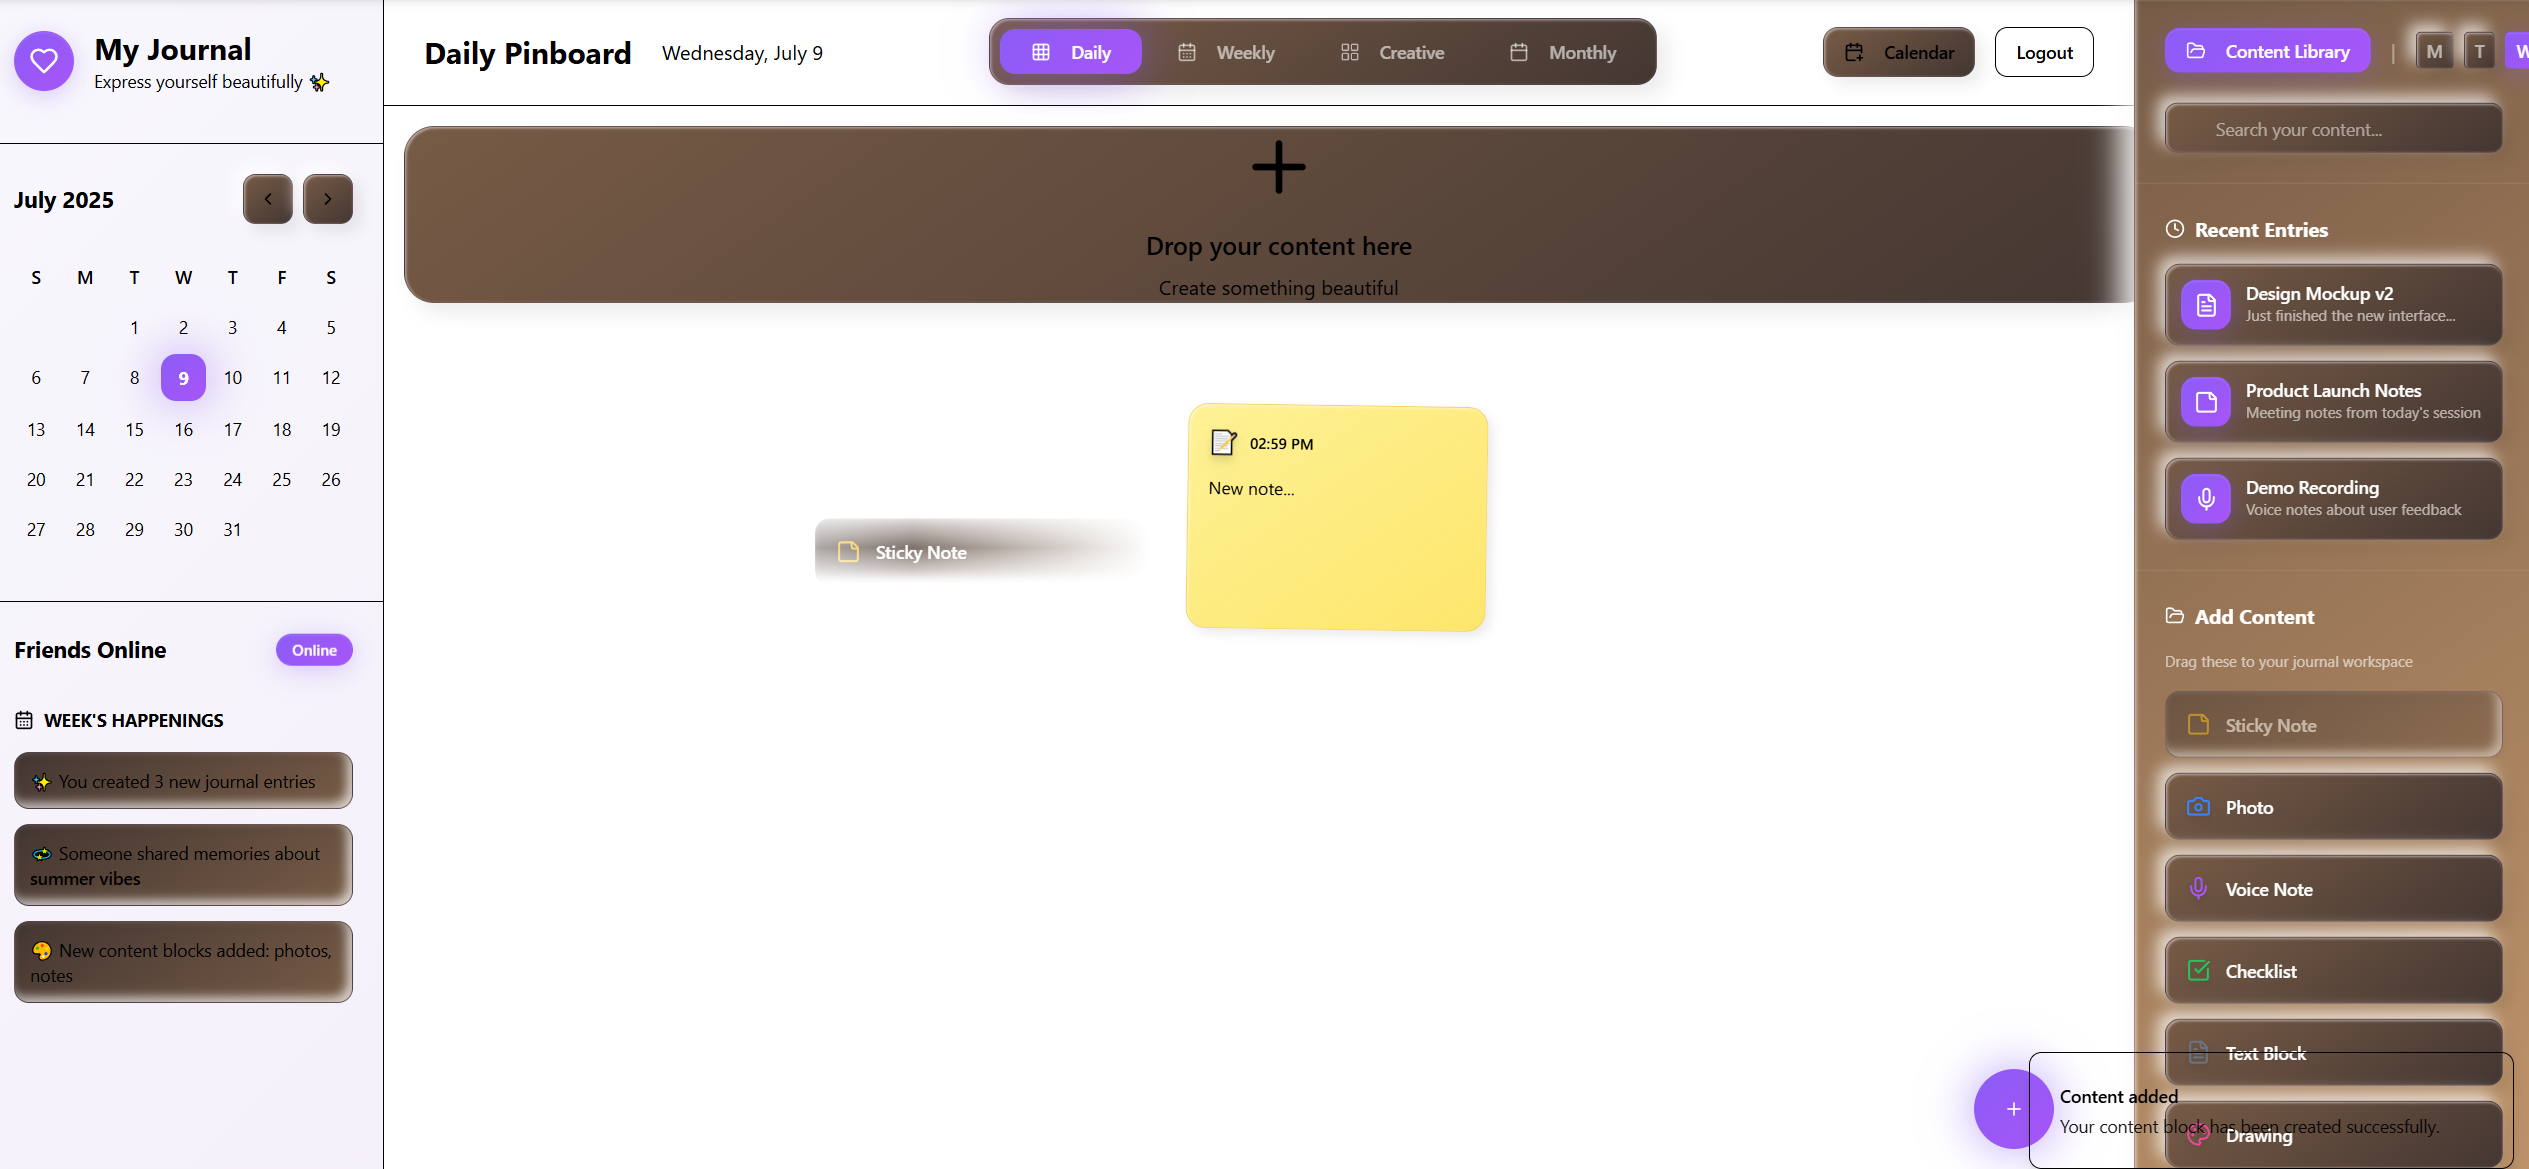 My Journal
Express yourself beautifully ✨
July 2025
S M T W T F S
1 2 3 4 5
6 7 8 9 10 11 12
13 14 15 16 17 18 19
20 21 22 23 24 25 26
27 28 29 30 31
Friends Online
Online
WEEK'S HAPPENINGS
✨ You created 3 new journal entries
Someone shared memories about
summer vibes
🎨 New content blocks added: photos,
notes
Daily Pinboard
Wednesday, July 9
Daily
Weekly
Creative
Monthly
Calendar
Logout
Drop your content here
Create something beautiful
📝 02:59 PM
New note...
Sticky Note
Content Library
|
M
T
W
Search your content...
Recent Entries
Design Mockup v2
Just finished the new interface...
Product Launch Notes
Meeting notes from today's session
Demo Recording
Voice notes about user feedback
Add Content
Drag these to your journal workspace
Sticky Note
Photo
Voice Note
Checklist
Text Block
Drawing
Content added
Your content block has been created successfully.